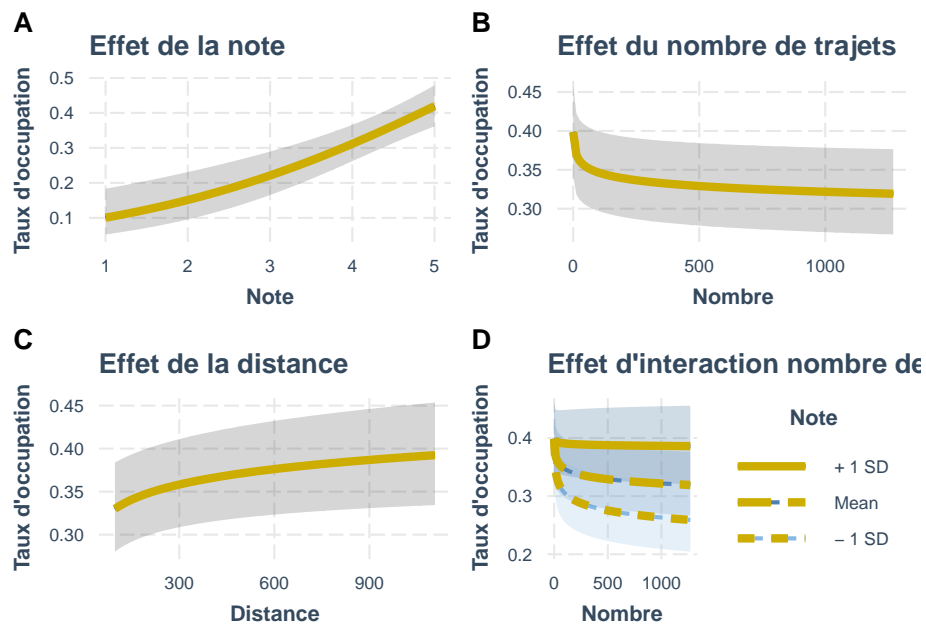 A
Effet de la note
Taux d'occupation
0.5
0.4
0.3
0.2
0.1
1 2 3 4 5
Note
B
Effet du nombre de trajets
Taux d'occupation
0.45
0.40
0.35
0.30
0 500 1000
Nombre
C
Effet de la distance
Taux d'occupation
0.45
0.40
0.35
0.30
300 600 900
Distance
D
Effet d'interaction nombre de
Taux d'occupation
0.4
0.3
0.2
0 500 1000
Nombre
Note
+ 1 SD
Mean
− 1 SD